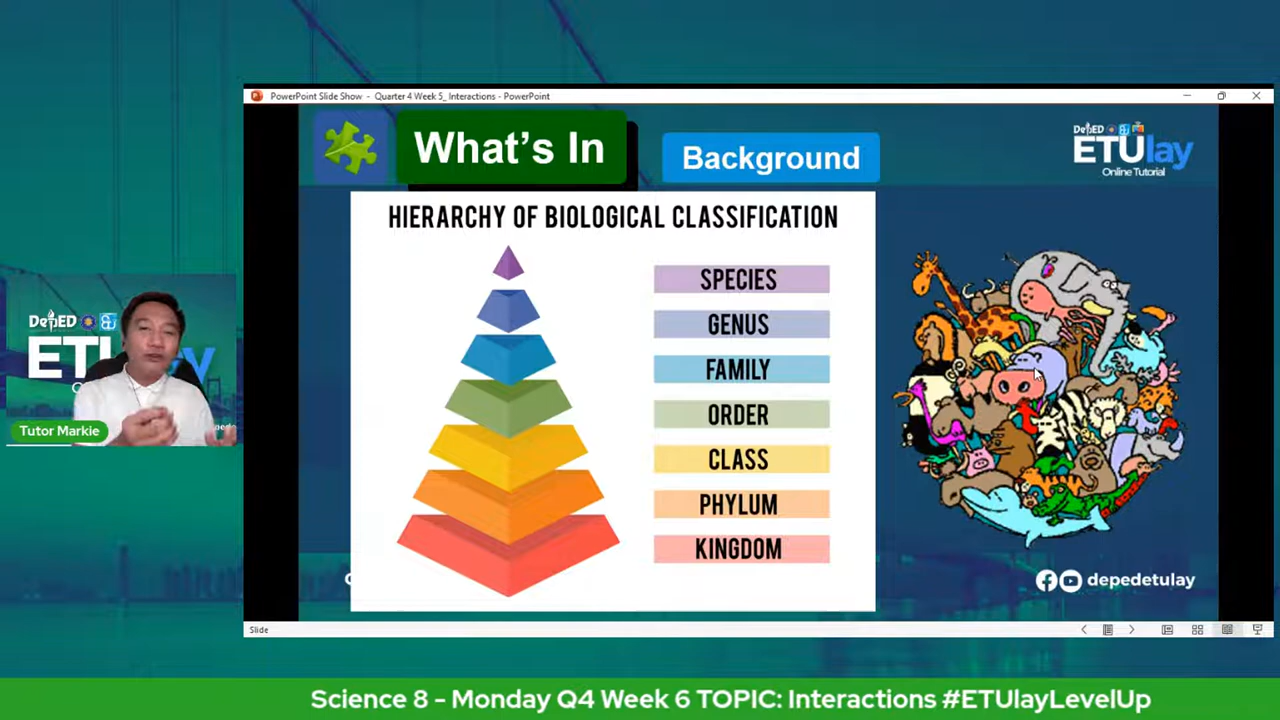 PowerPoint Slide Show - Quarter 4 Week 5_ Interactions - PowerPoint
What's In
Background
DepED
ETUlay
Online Tutorial
HIERARCHY OF BIOLOGICAL CLASSIFICATION
SPECIES
GENUS
FAMILY
ORDER
CLASS
PHYLUM
KINGDOM
DepED
Tutor Markie
depedetulay
Slide
Science 8 - Monday Q4 Week 6 TOPIC: Interactions #ETUlayLevelUp